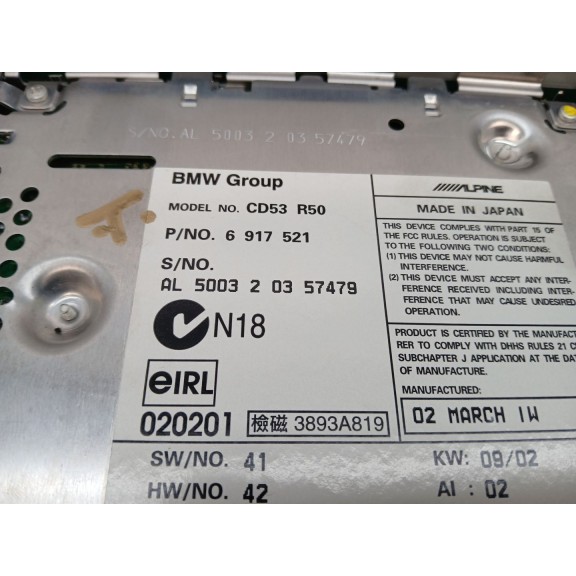 S/NO. AL 5003 2 03 57479
BMW Group
MODEL NO. CD53 R50
P/NO. 6 917 521
S/NO.
AL 5003 2 03 57479
N18
eIRL
020201 檢磁 3893A819
SW/NO. 41
HW/NO. 42
ALPINE
MADE IN JAPAN
THIS DEVICE COMPLIES WITH PART 15 OF
THE FCC RULES. OPERATION IS SUBJECT
TO THE FOLLOWING TWO CONDITIONS:
(1) THIS DEVICE MAY NOT CAUSE HARMFUL
INTERFERENCE.
(2) THIS DEVICE MUST ACCEPT ANY INTER-
FERENCE RECEIVED INCLUDING INTER-
FERENCE THAT MAY CAUSE UNDESIRED
OPERATION.
PRODUCT IS CERTIFIED BY THE MANUFACT
RER TO COMPLY WITH DHHS RULES 21 C
SUBCHAPTER J APPLICATION AT THE DA
OF MANUFACTURE.
MANUFACTURED:
02 MARCH 1W
KW: 09/02
AI : 02